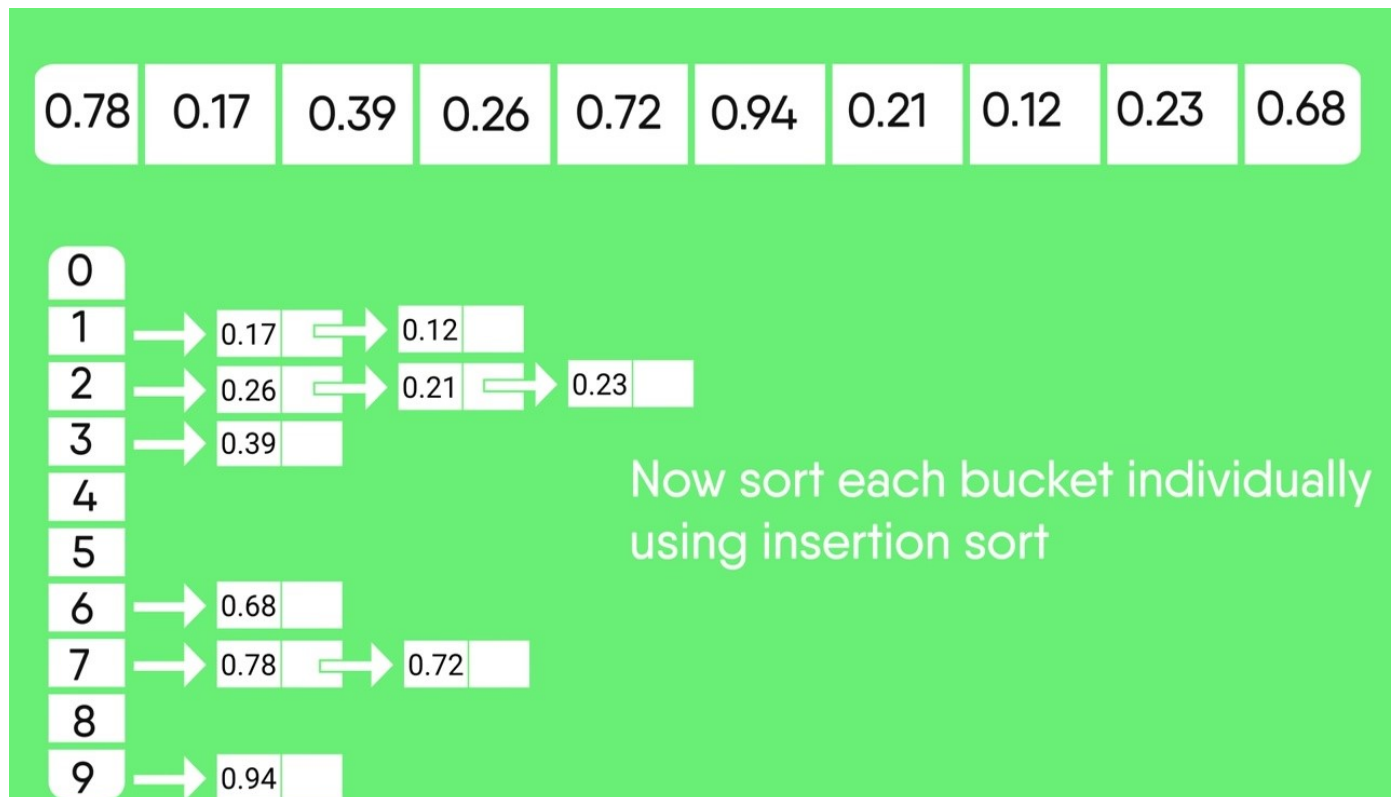 0.78 0.17 0.39 0.26 0.72 0.94 0.21 0.12 0.23 0.68
0
1 0.17 0.12
2 0.26 0.21 0.23
3 0.39
4
5
6 0.68
7 0.78 0.72
8
9 0.94
Now sort each bucket individually
using insertion sort